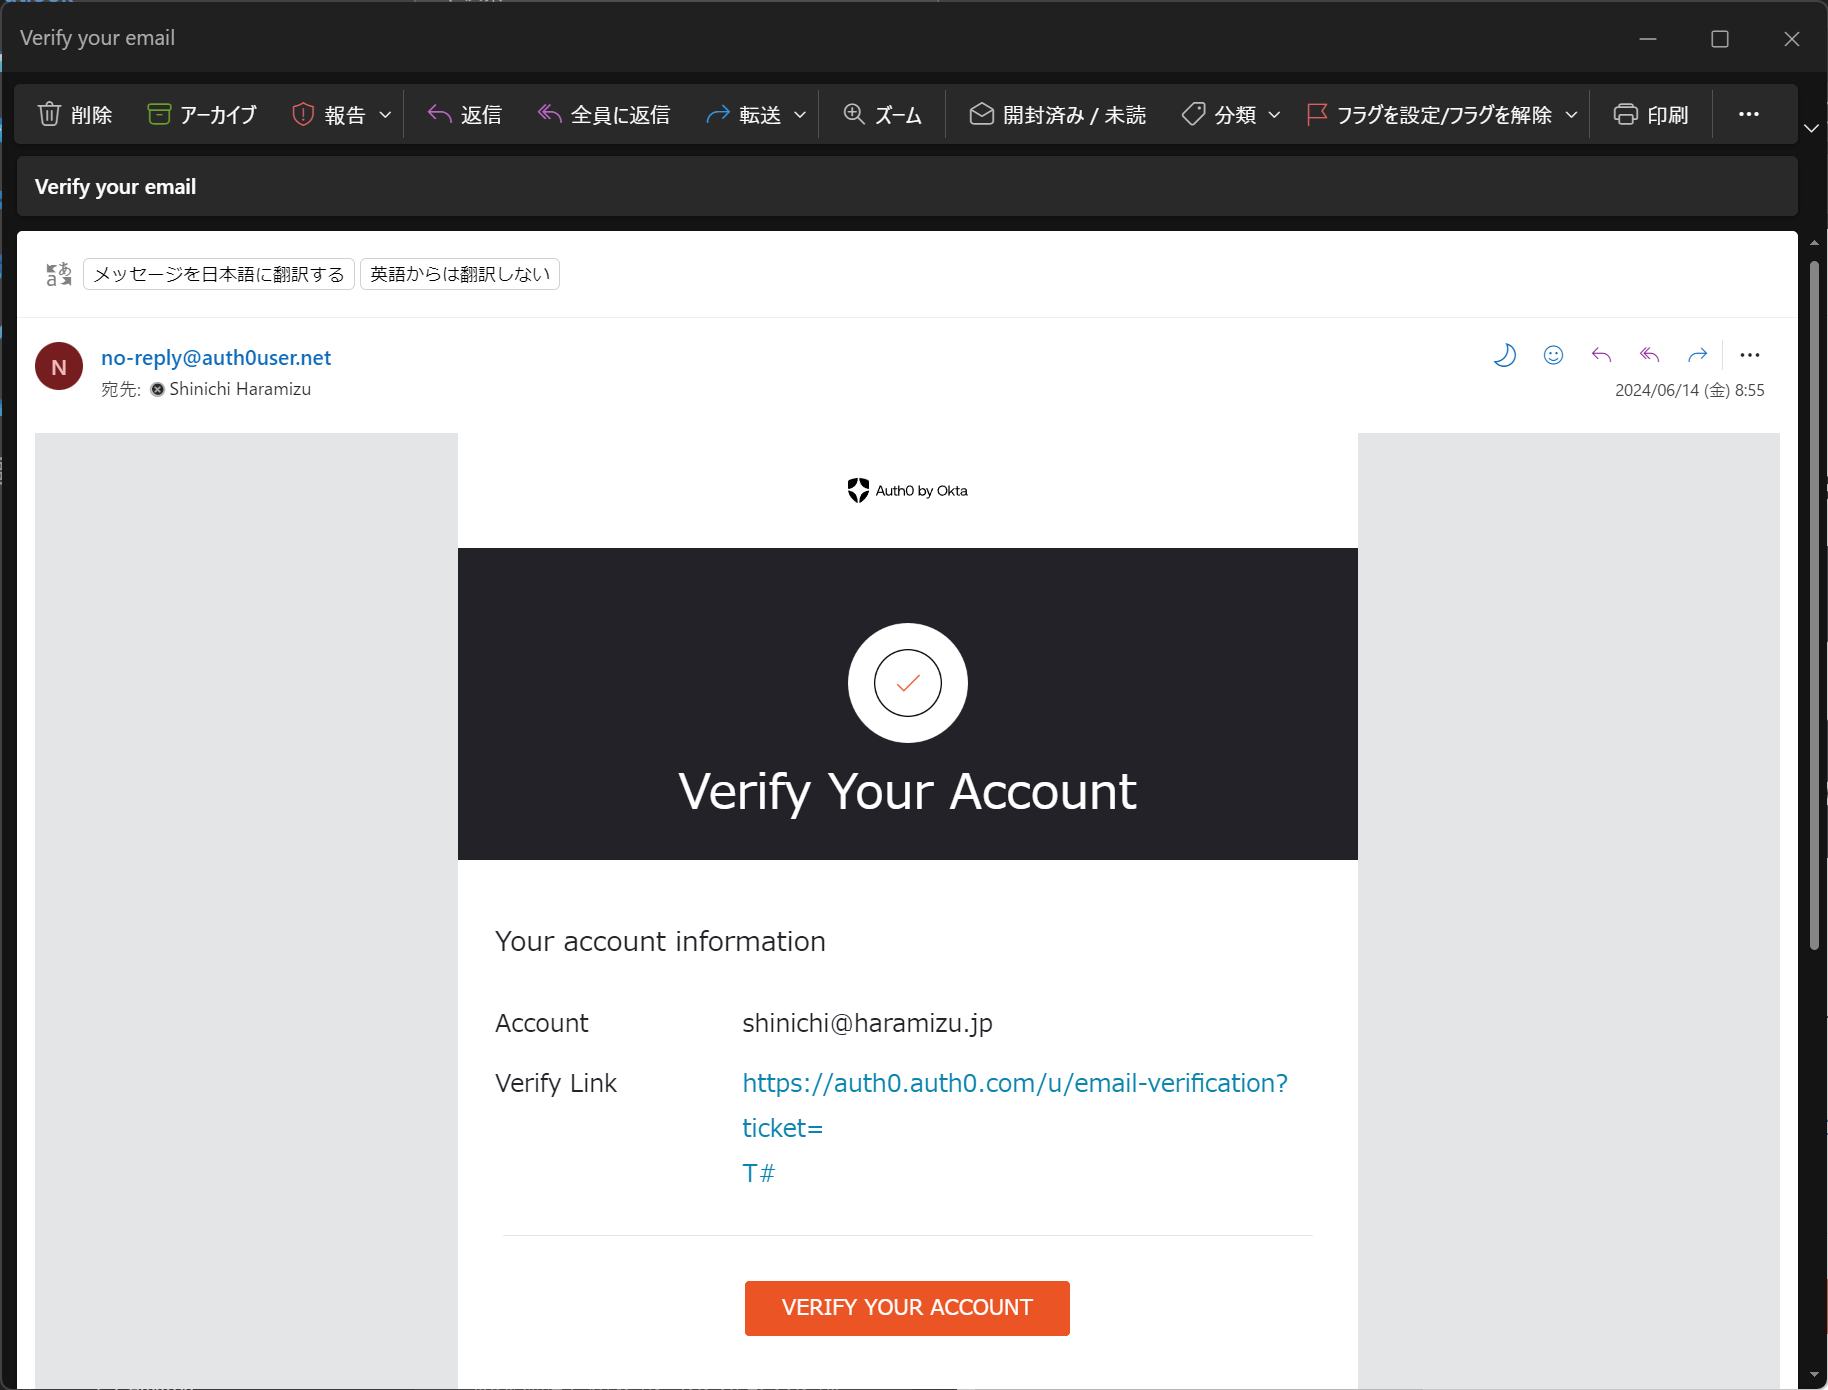 Verify your email
削除 アーカイブ 報告 返信 全員に返信 転送 ズーム 開封済み / 未読 分類 フラグを設定/フラグを解除 印刷
Verify your email
メッセージを日本語に翻訳する 英語からは翻訳しない
N no-reply@auth0user.net
宛先: Shinichi Haramizu
2024/06/14 (金) 8:55
Auth0 by Okta
Verify Your Account
Your account information
Account shinichi@haramizu.jp
Verify Link https://auth0.auth0.com/u/email-verification?
ticket=
T#
VERIFY YOUR ACCOUNT